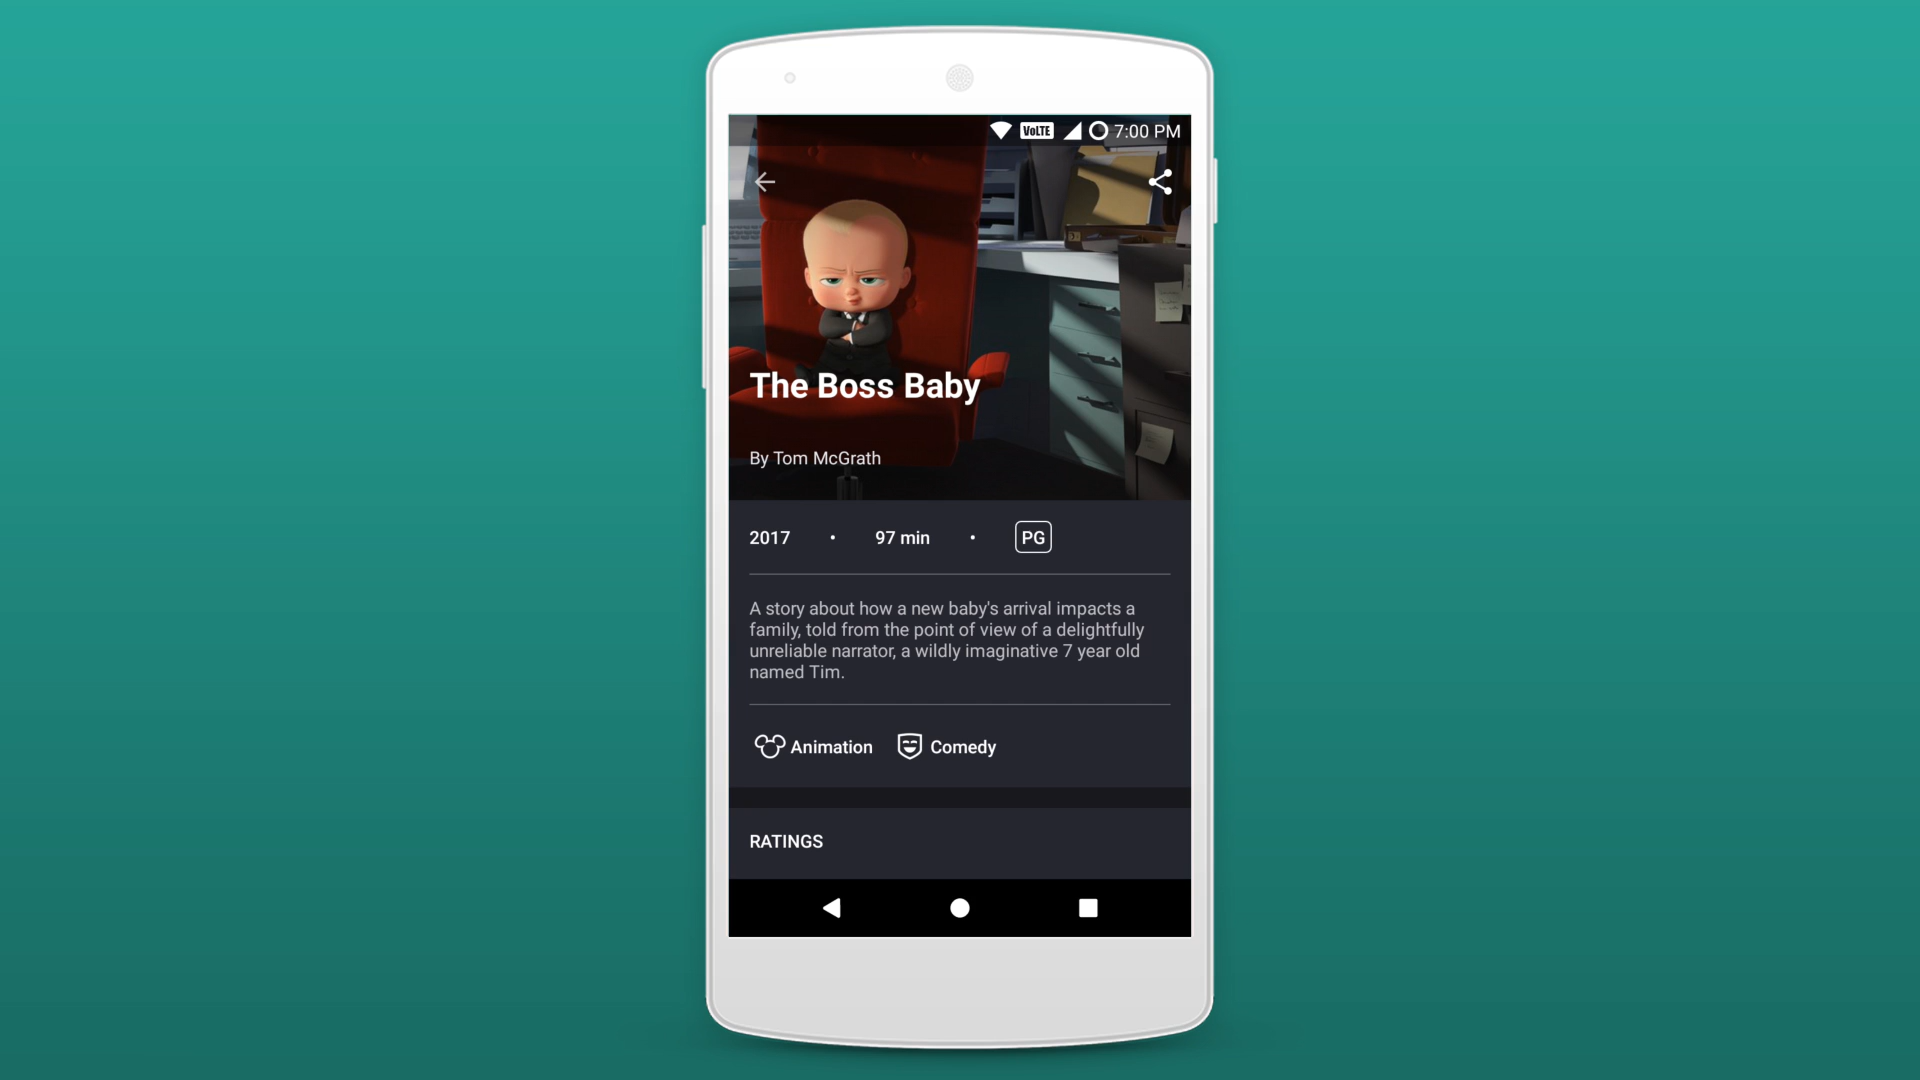 VoLTE 7:00 PM
The Boss Baby
By Tom McGrath
2017 • 97 min • PG
A story about how a new baby's arrival impacts a
family, told from the point of view of a delightfully
unreliable narrator, a wildly imaginative 7 year old
named Tim.
Animation Comedy
RATINGS